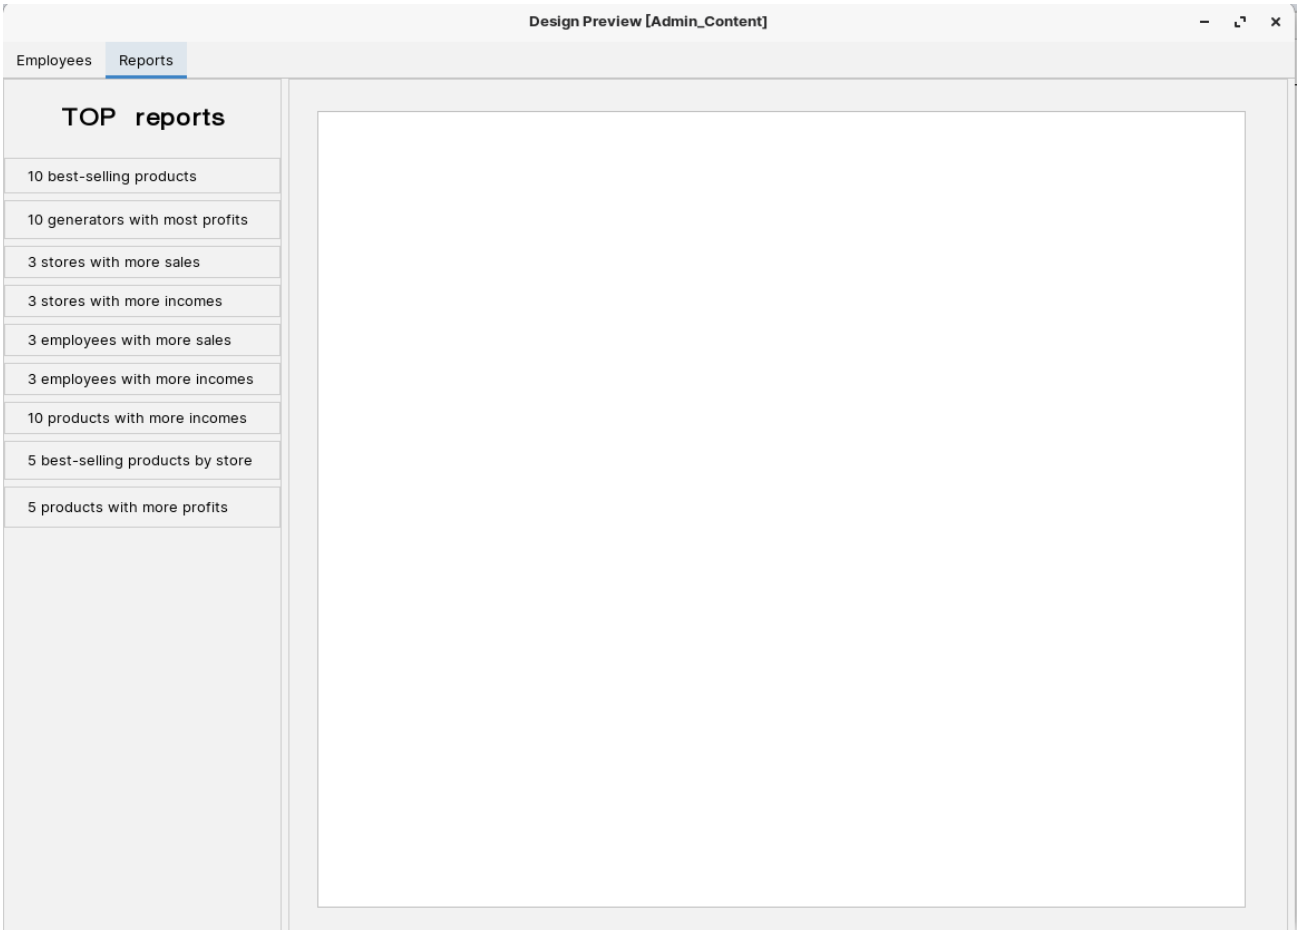 Design Preview [Admin_Content]
Employees Reports
TOP reports
10 best-selling products
10 generators with most profits
3 stores with more sales
3 stores with more incomes
3 employees with more sales
3 employees with more incomes
10 products with more incomes
5 best-selling products by store
5 products with more profits